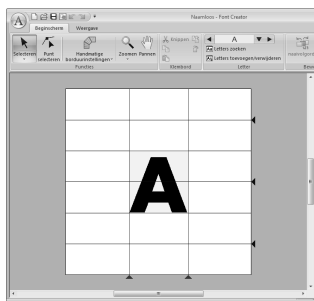 Naamloos - Font Creator
Beginscherm Weergave
Selecteren
Punt selecteren
Handmatige borduurinstellingen
Zoomen Pannen
Functies
Knippen
Klembord
A
Letters zoeken
Letters toevoegen/verwijderen
Letter
A